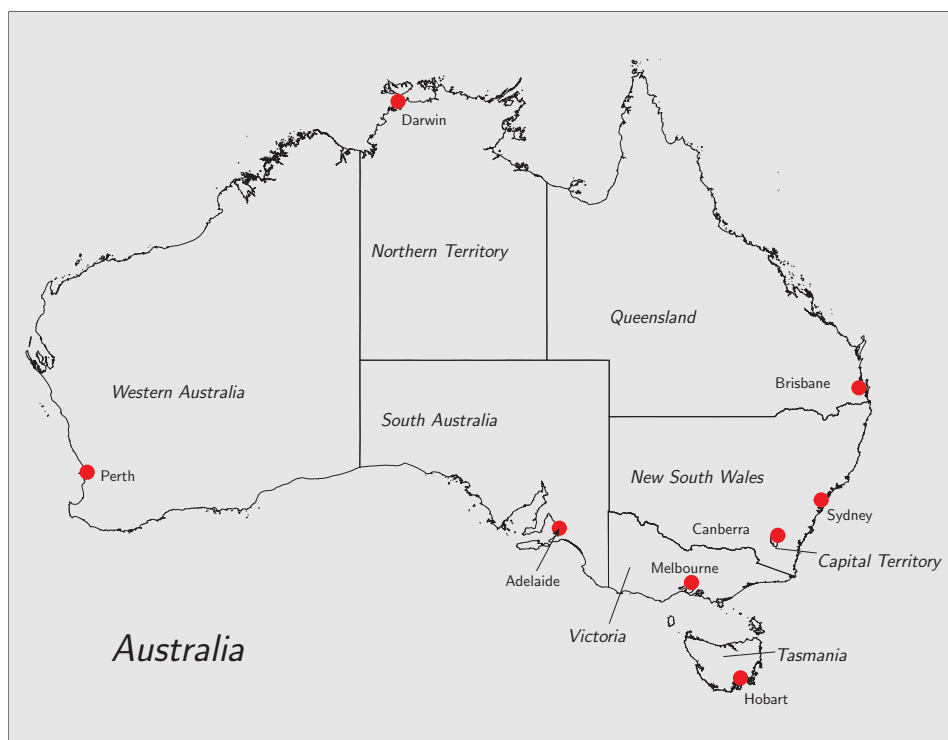 Darwin
Northern Territory
Queensland
Western Australia
Brisbane
South Australia
Perth
New South Wales
Sydney
Canberra
Capital Territory
Melbourne
Adelaide
Victoria
Australia
Tasmania
Hobart